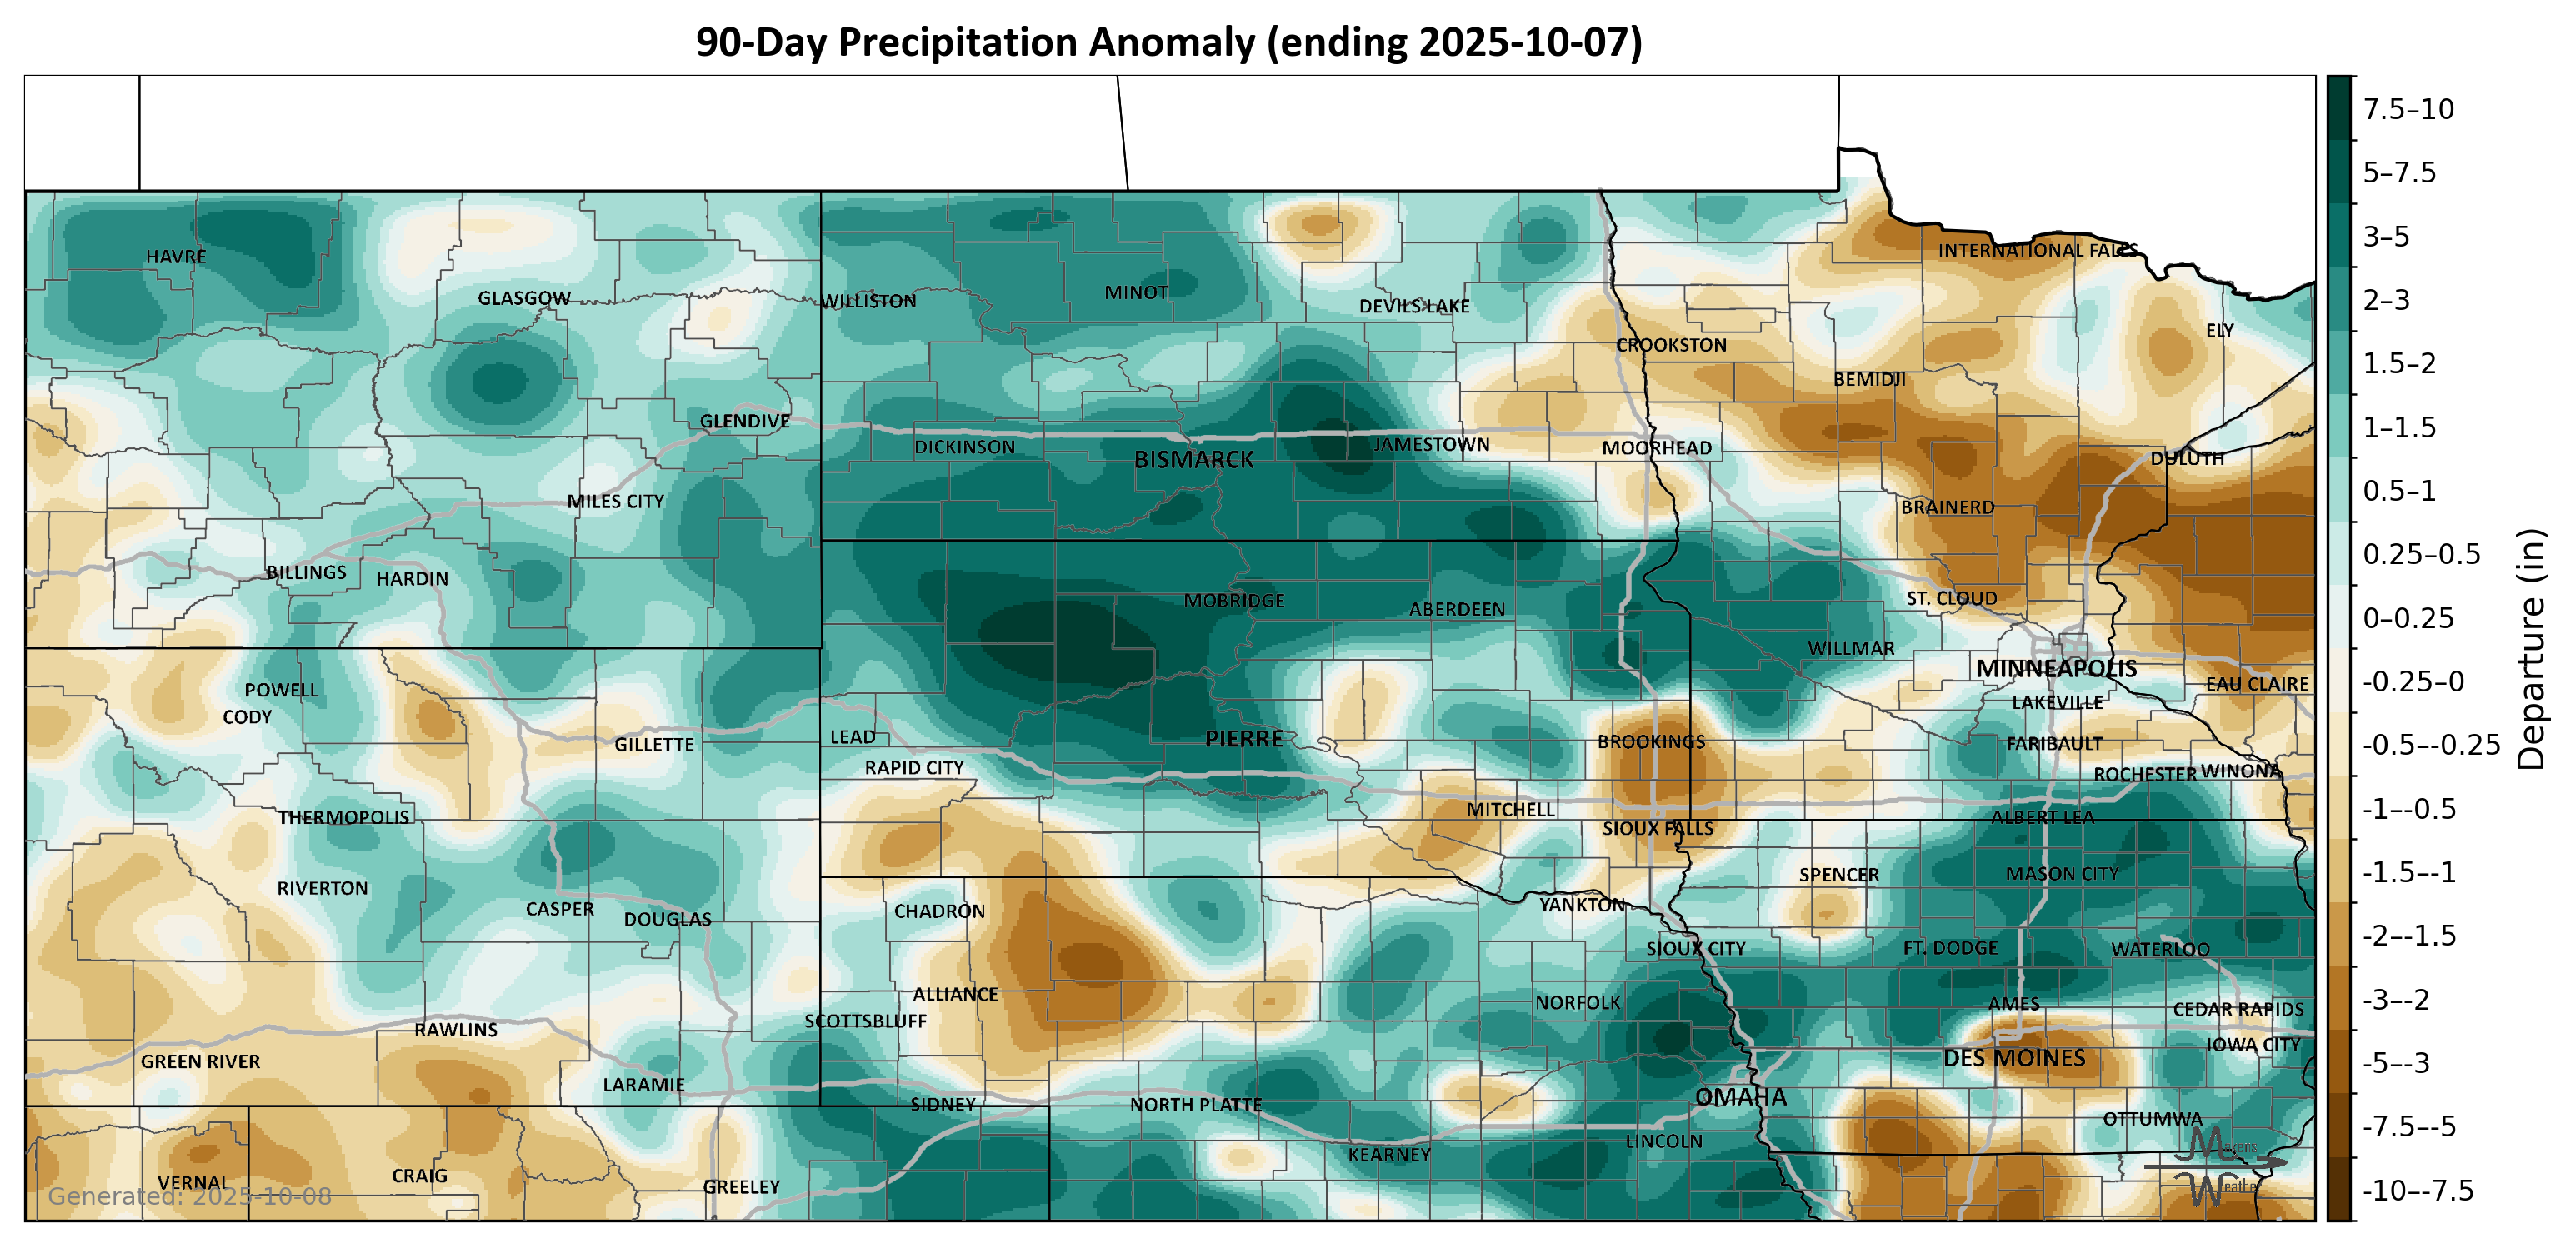 90-Day Precipitation Anomaly (ending 2025-10-07)
HAVRE
GLASGOW
WILLISTON
MINOT
DEVILS LAKE
CROOKSTON
INTERNATIONAL FALLS
ELY
BEMIDJI
GLENDIVE
DICKINSON
BISMARCK
JAMESTOWN
MOORHEAD
DULUTH
MILES CITY
BRAINERD
BILLINGS
HARDIN
MOBRIDGE
ABERDEEN
ST. CLOUD
WILLMAR
MINNEAPOLIS
EAU CLAIRE
POWELL
CODY
LAKEVILLE
GILLETTE
LEAD
PIERRE
BROOKINGS
FARIBAULT
RAPID CITY
ROCHESTER
WINONA
THERMOPOLIS
MITCHELL
SIOUX FALLS
ALBERT LEA
RIVERTON
SPENCER
MASON CITY
CASPER
DOUGLAS
CHADRON
YANKTON
SIOUX CITY
FT. DODGE
WATERLOO
ALLIANCE
NORFOLK
AMES
CEDAR RAPIDS
SCOTTSBLUFF
RAWLINS
IOWA CITY
GREEN RIVER
DES MOINES
LARAMIE
SIDNEY
NORTH PLATTE
OMAHA
OTTUMWA
LINCOLN
KEARNEY
VERNAL
CRAIG
GREELEY
Generated: 2025-10-08
Mayens
Weather
7.5–10
5–7.5
3–5
2–3
1.5–2
1–1.5
0.5–1
0.25–0.5
0–0.25
-0.25–0
-0.5–-0.25
-1–-0.5
-1.5–-1
-2–-1.5
-3–-2
-5–-3
-7.5–-5
-10–-7.5
Departure (in)